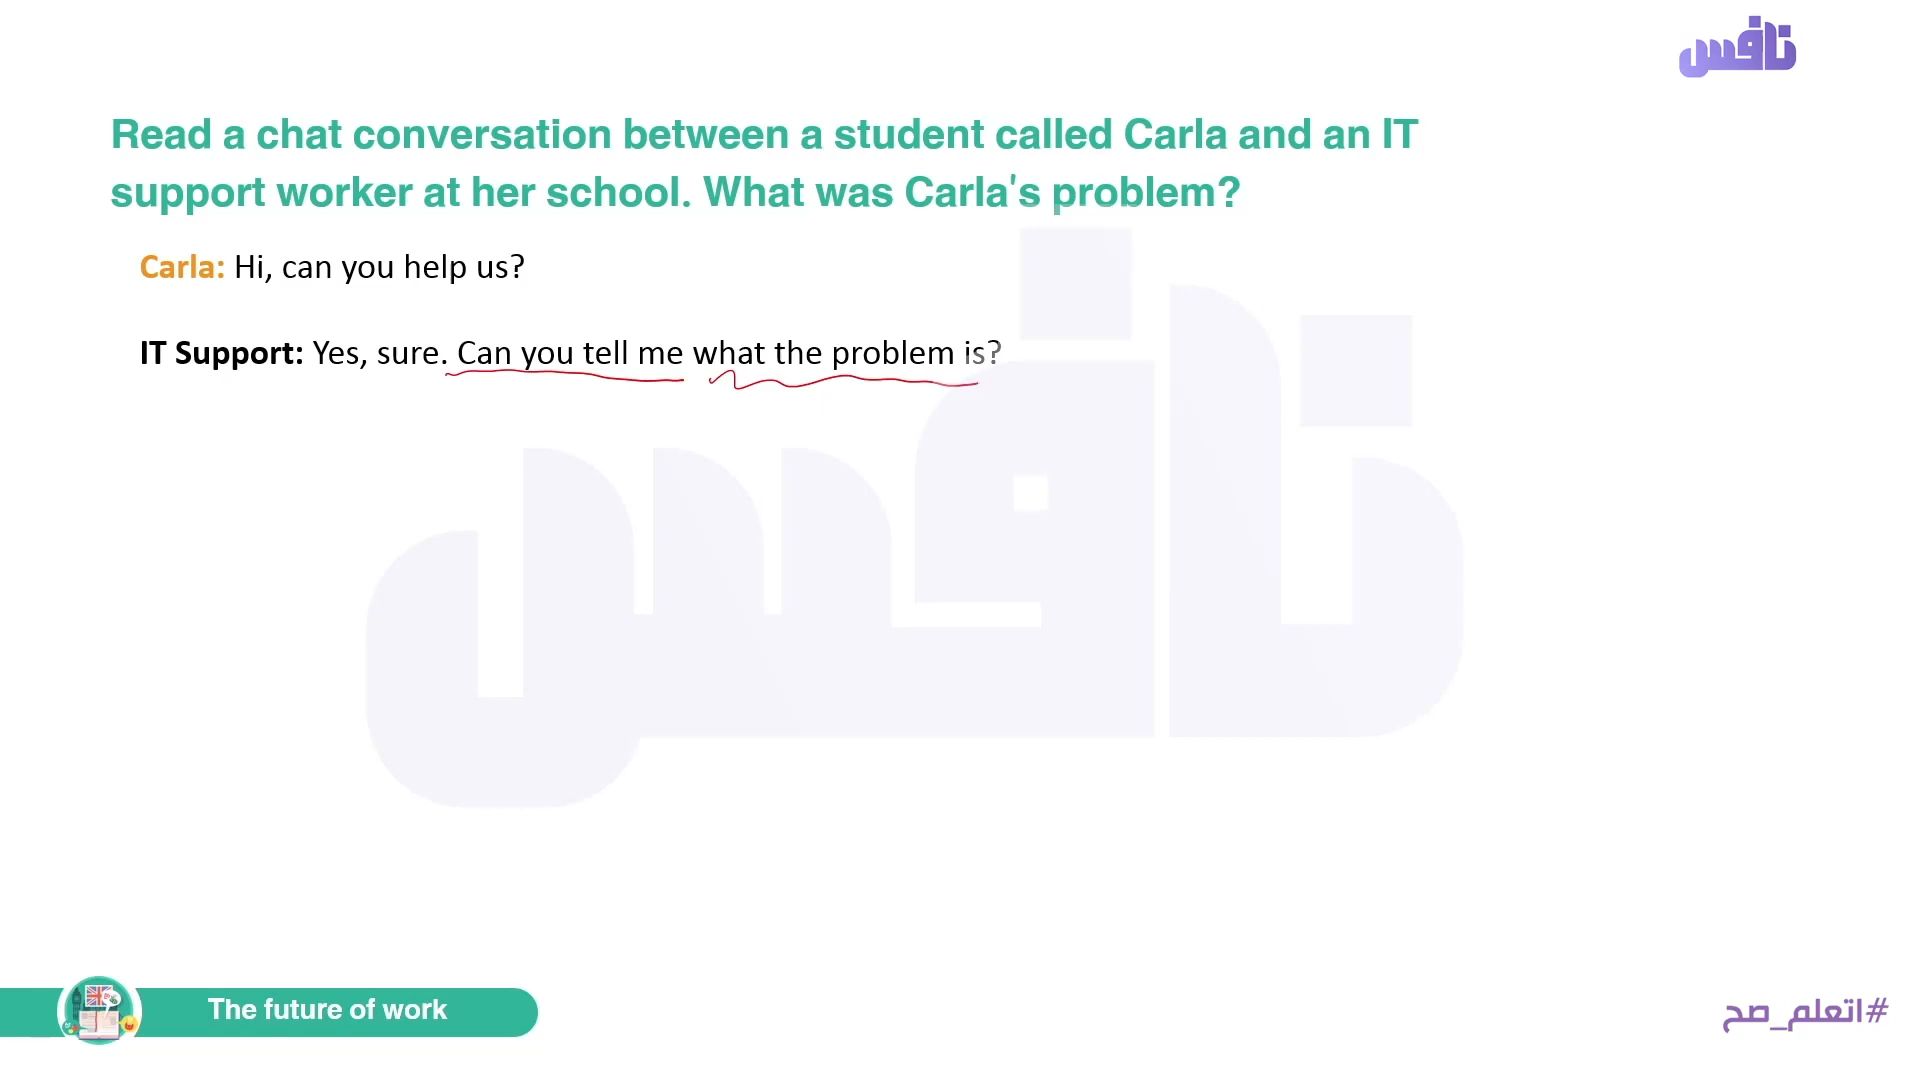 نافس
Read a chat conversation between a student called Carla and an IT
support worker at her school. What was Carla's problem?
Carla: Hi, can you help us?
IT Support: Yes, sure. Can you tell me what the problem is?
نافس
The future of work
#اتعلم_صح